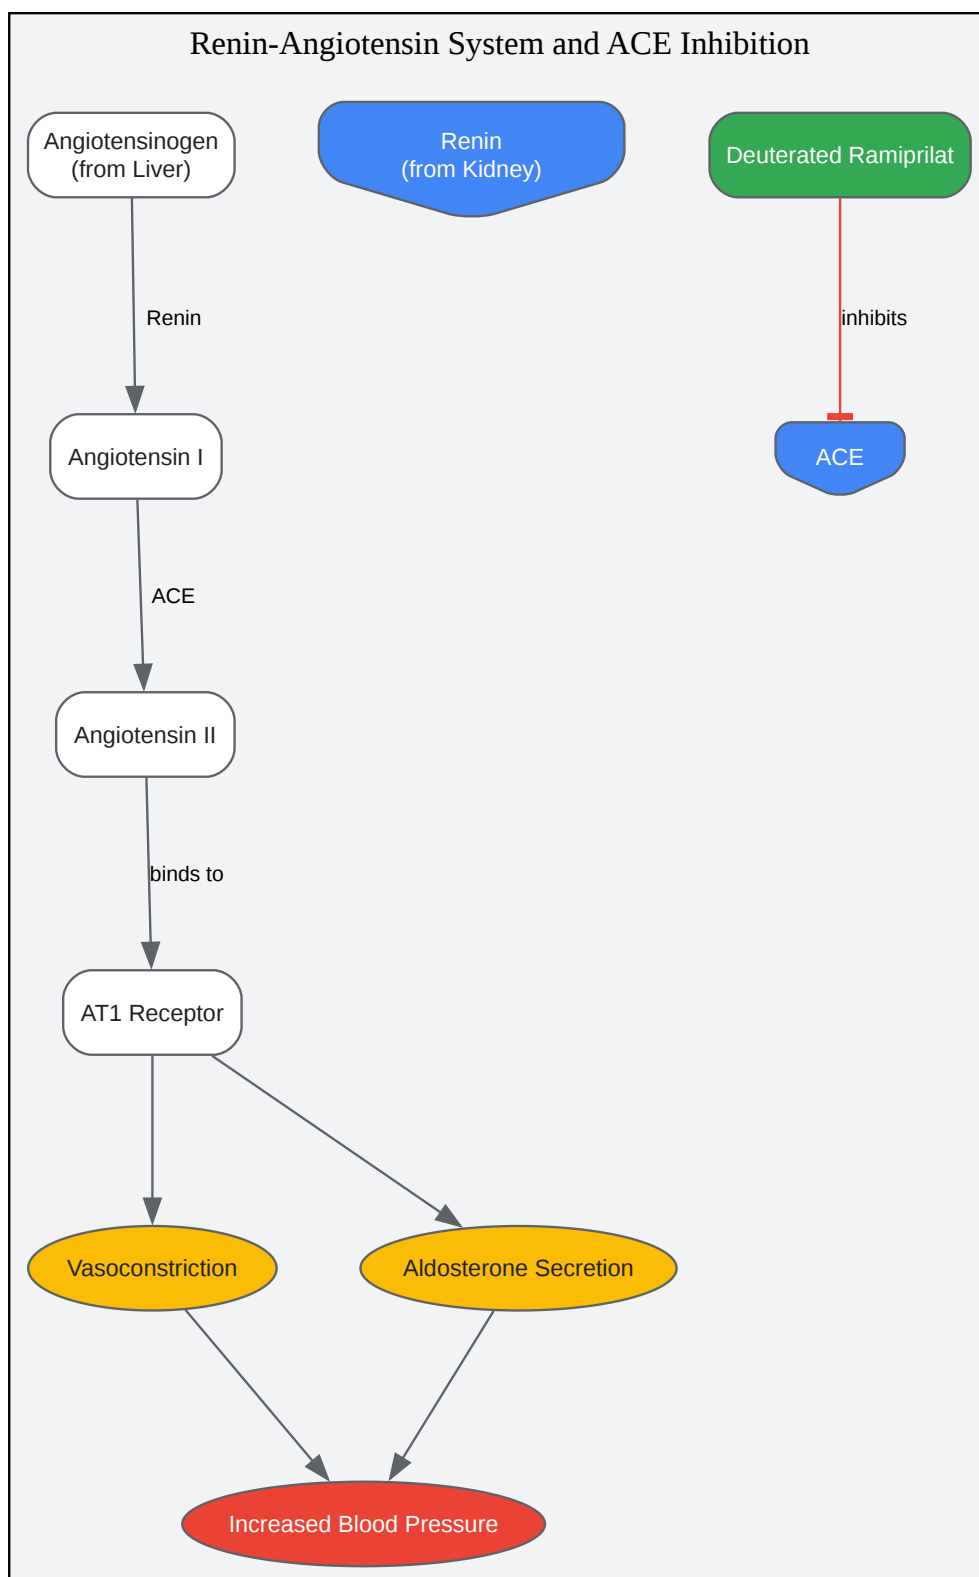 Renin-Angiotensin System and ACE Inhibition
Angiotensinogen
(from Liver)
Renin
(from Kidney)
Deuterated Ramiprilat
Renin
inhibits
Angiotensin I
ACE
ACE
Angiotensin II
binds to
AT1 Receptor
Vasoconstriction
Aldosterone Secretion
Increased Blood Pressure